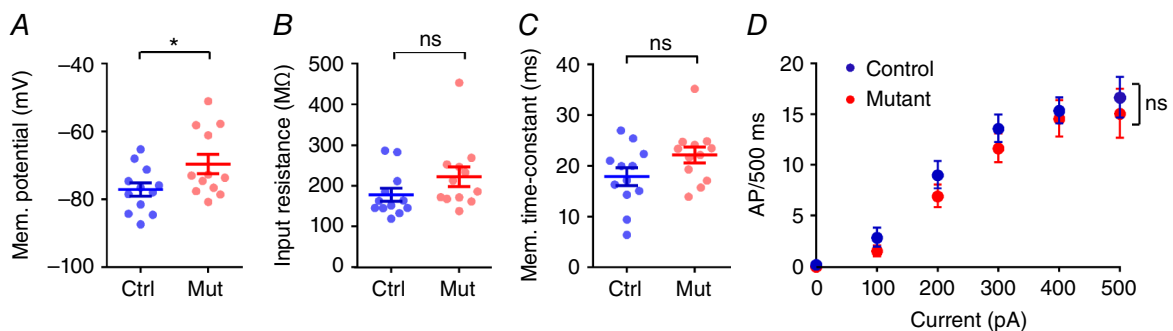 A
Mem. potential (mV)
−40
−60
−80
−100
*
Ctrl
Mut
B
Input resistance (MΩ)
500
400
300
200
100
0
ns
Ctrl
Mut
C
Mem. time-constant (ms)
50
40
30
20
10
0
ns
Ctrl
Mut
D
AP/500 ms
20
15
10
5
0
Control
Mutant
ns
0
100
200
300
400
500
Current (pA)